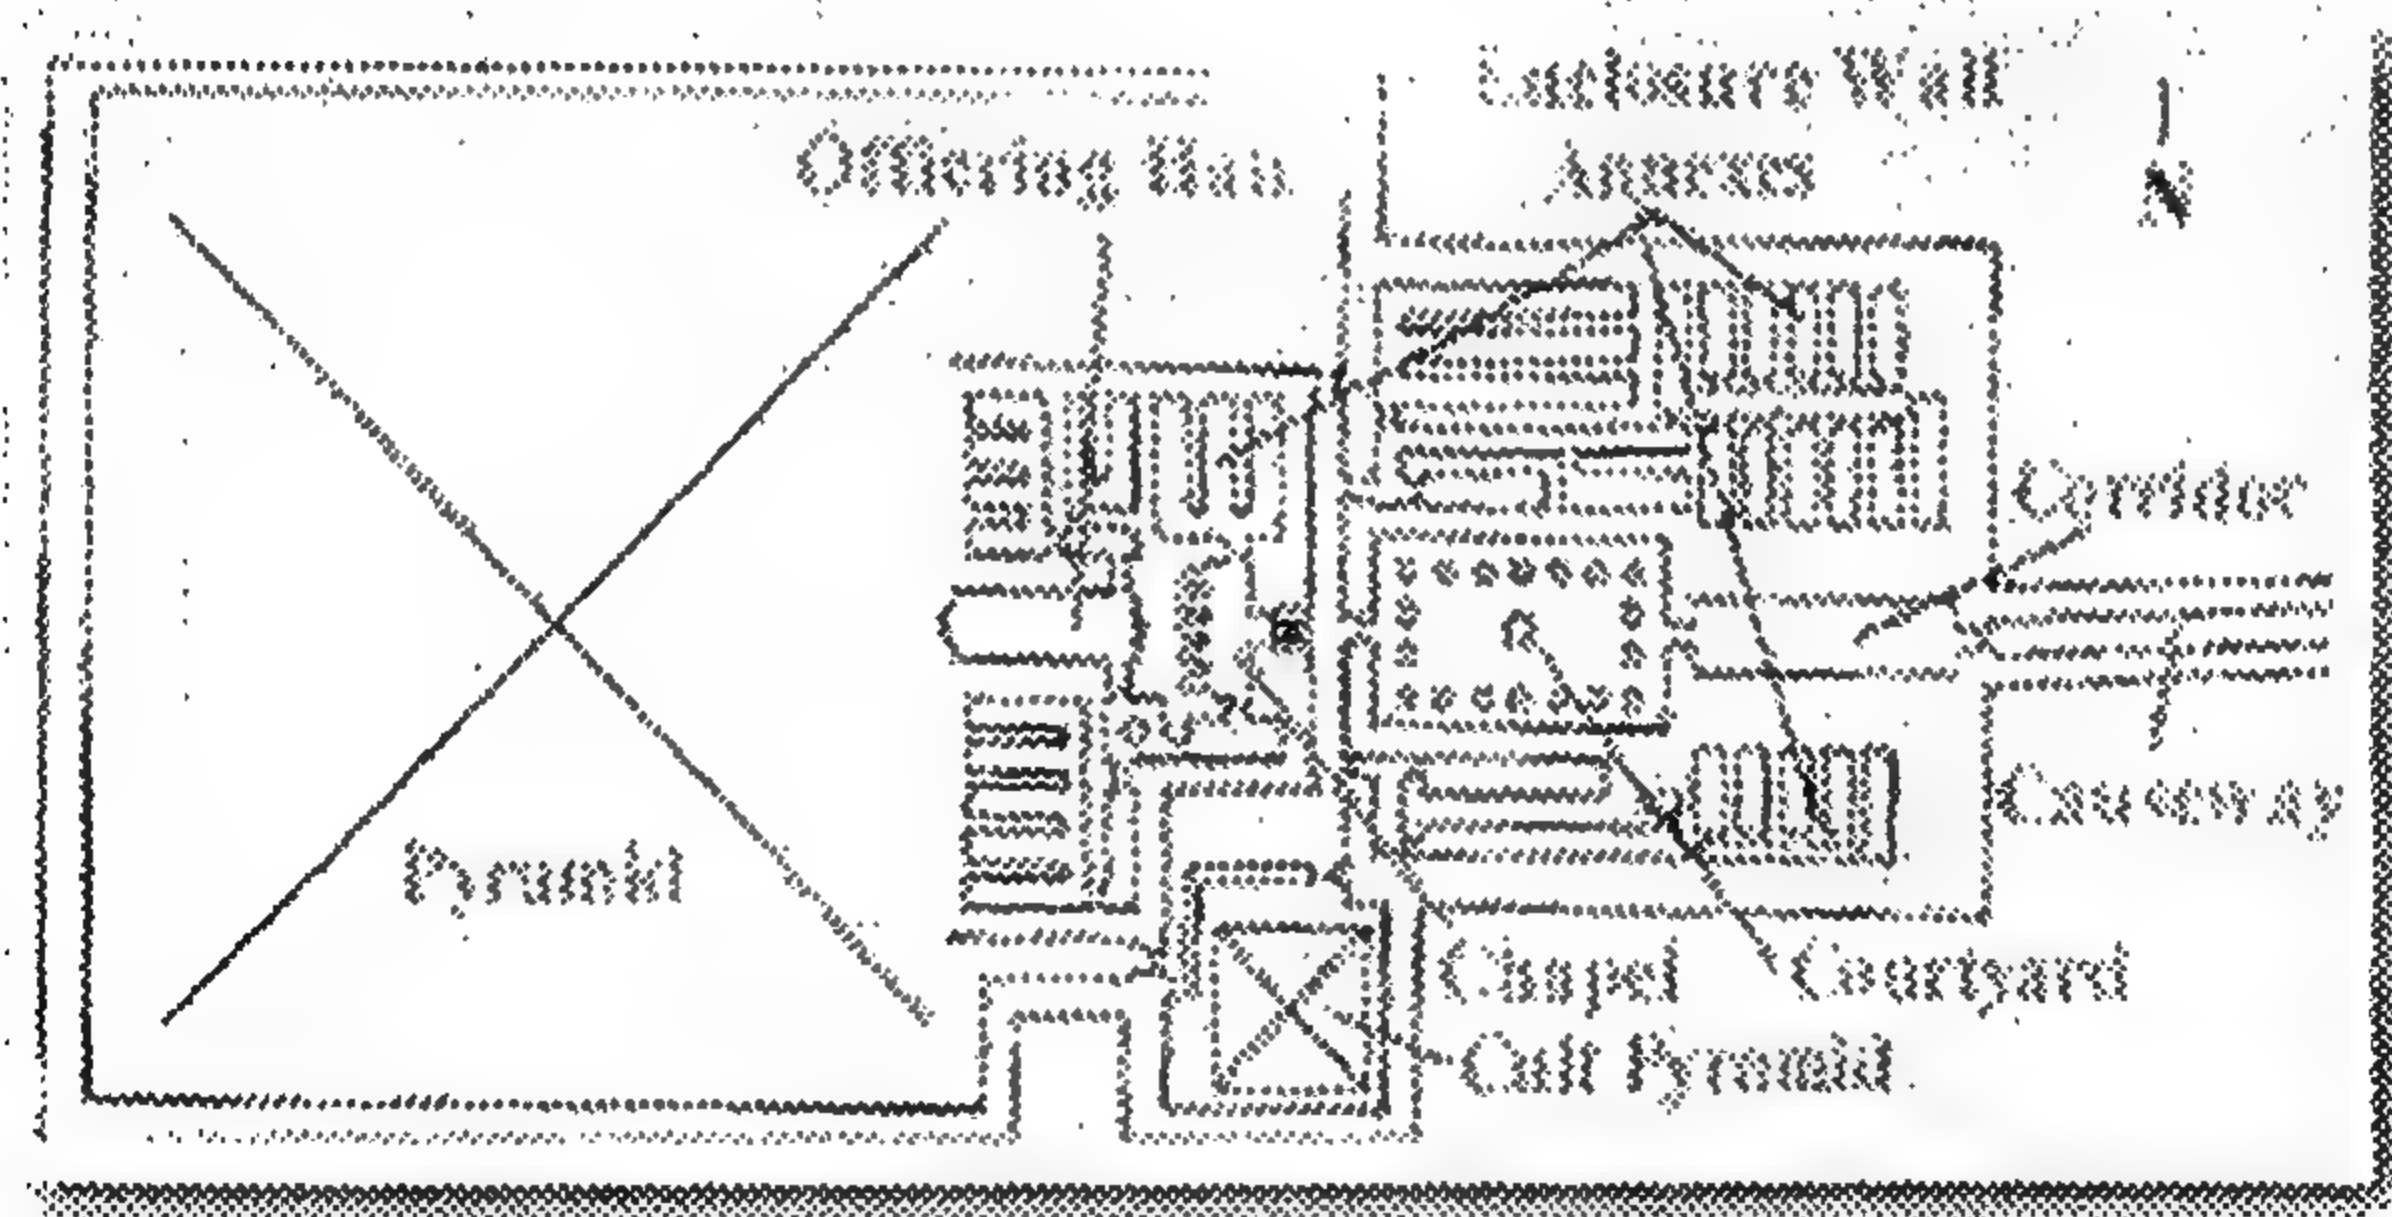 Enclosure Wall
Offering Hall
Annexes
N
Corridor
Causeway
Pyramid
Chapel
Courtyard
Cult Pyramid